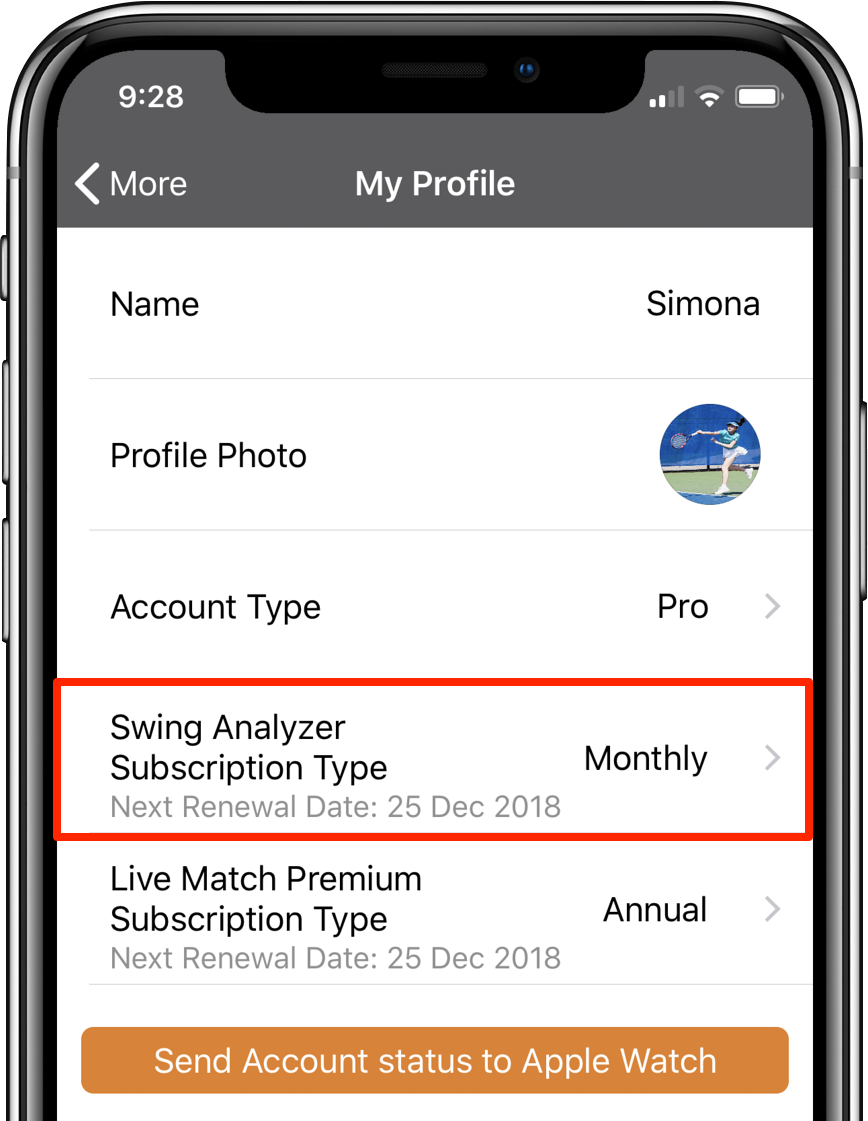 9:28
More
My Profile
Name
Simona
Profile Photo
Account Type
Pro
Swing Analyzer
Subscription Type
Monthly
Next Renewal Date: 25 Dec 2018
Live Match Premium
Subscription Type
Annual
Next Renewal Date: 25 Dec 2018
Send Account status to Apple Watch